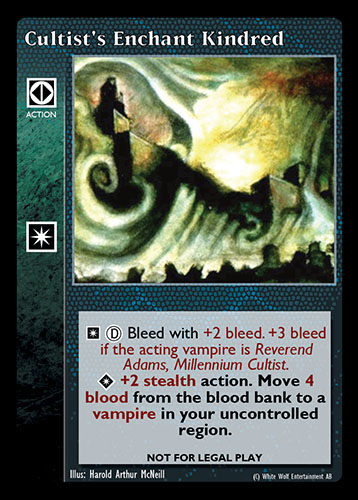 Cultist's Enchant Kindred
ACTION
D Bleed with +2 bleed. +3 bleed
if the acting vampire is Reverend
Adams, Millennium Cultist.
+2 stealth action. Move 4
blood from the blood bank to a
vampire in your uncontrolled
region.
NOT FOR LEGAL PLAY
Illus: Harold Arthur McNeill
(C) White Wolf Entertainment AB